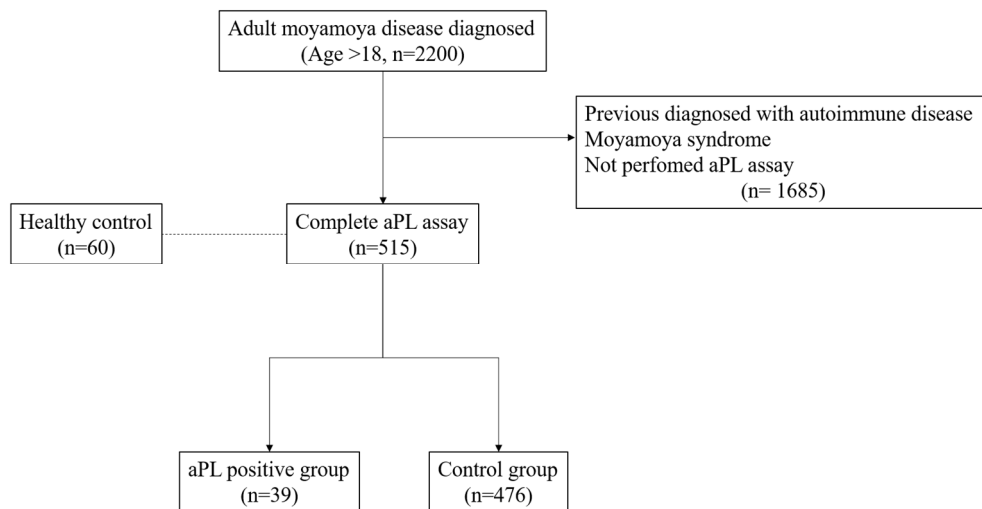 Adult moyamoya disease diagnosed
(Age >18, n=2200)
Previous diagnosed with autoimmune disease
Moyamoya syndrome
Not perfomed aPL assay
(n= 1685)
Healthy control
(n=60)
Complete aPL assay
(n=515)
aPL positive group
(n=39)
Control group
(n=476)